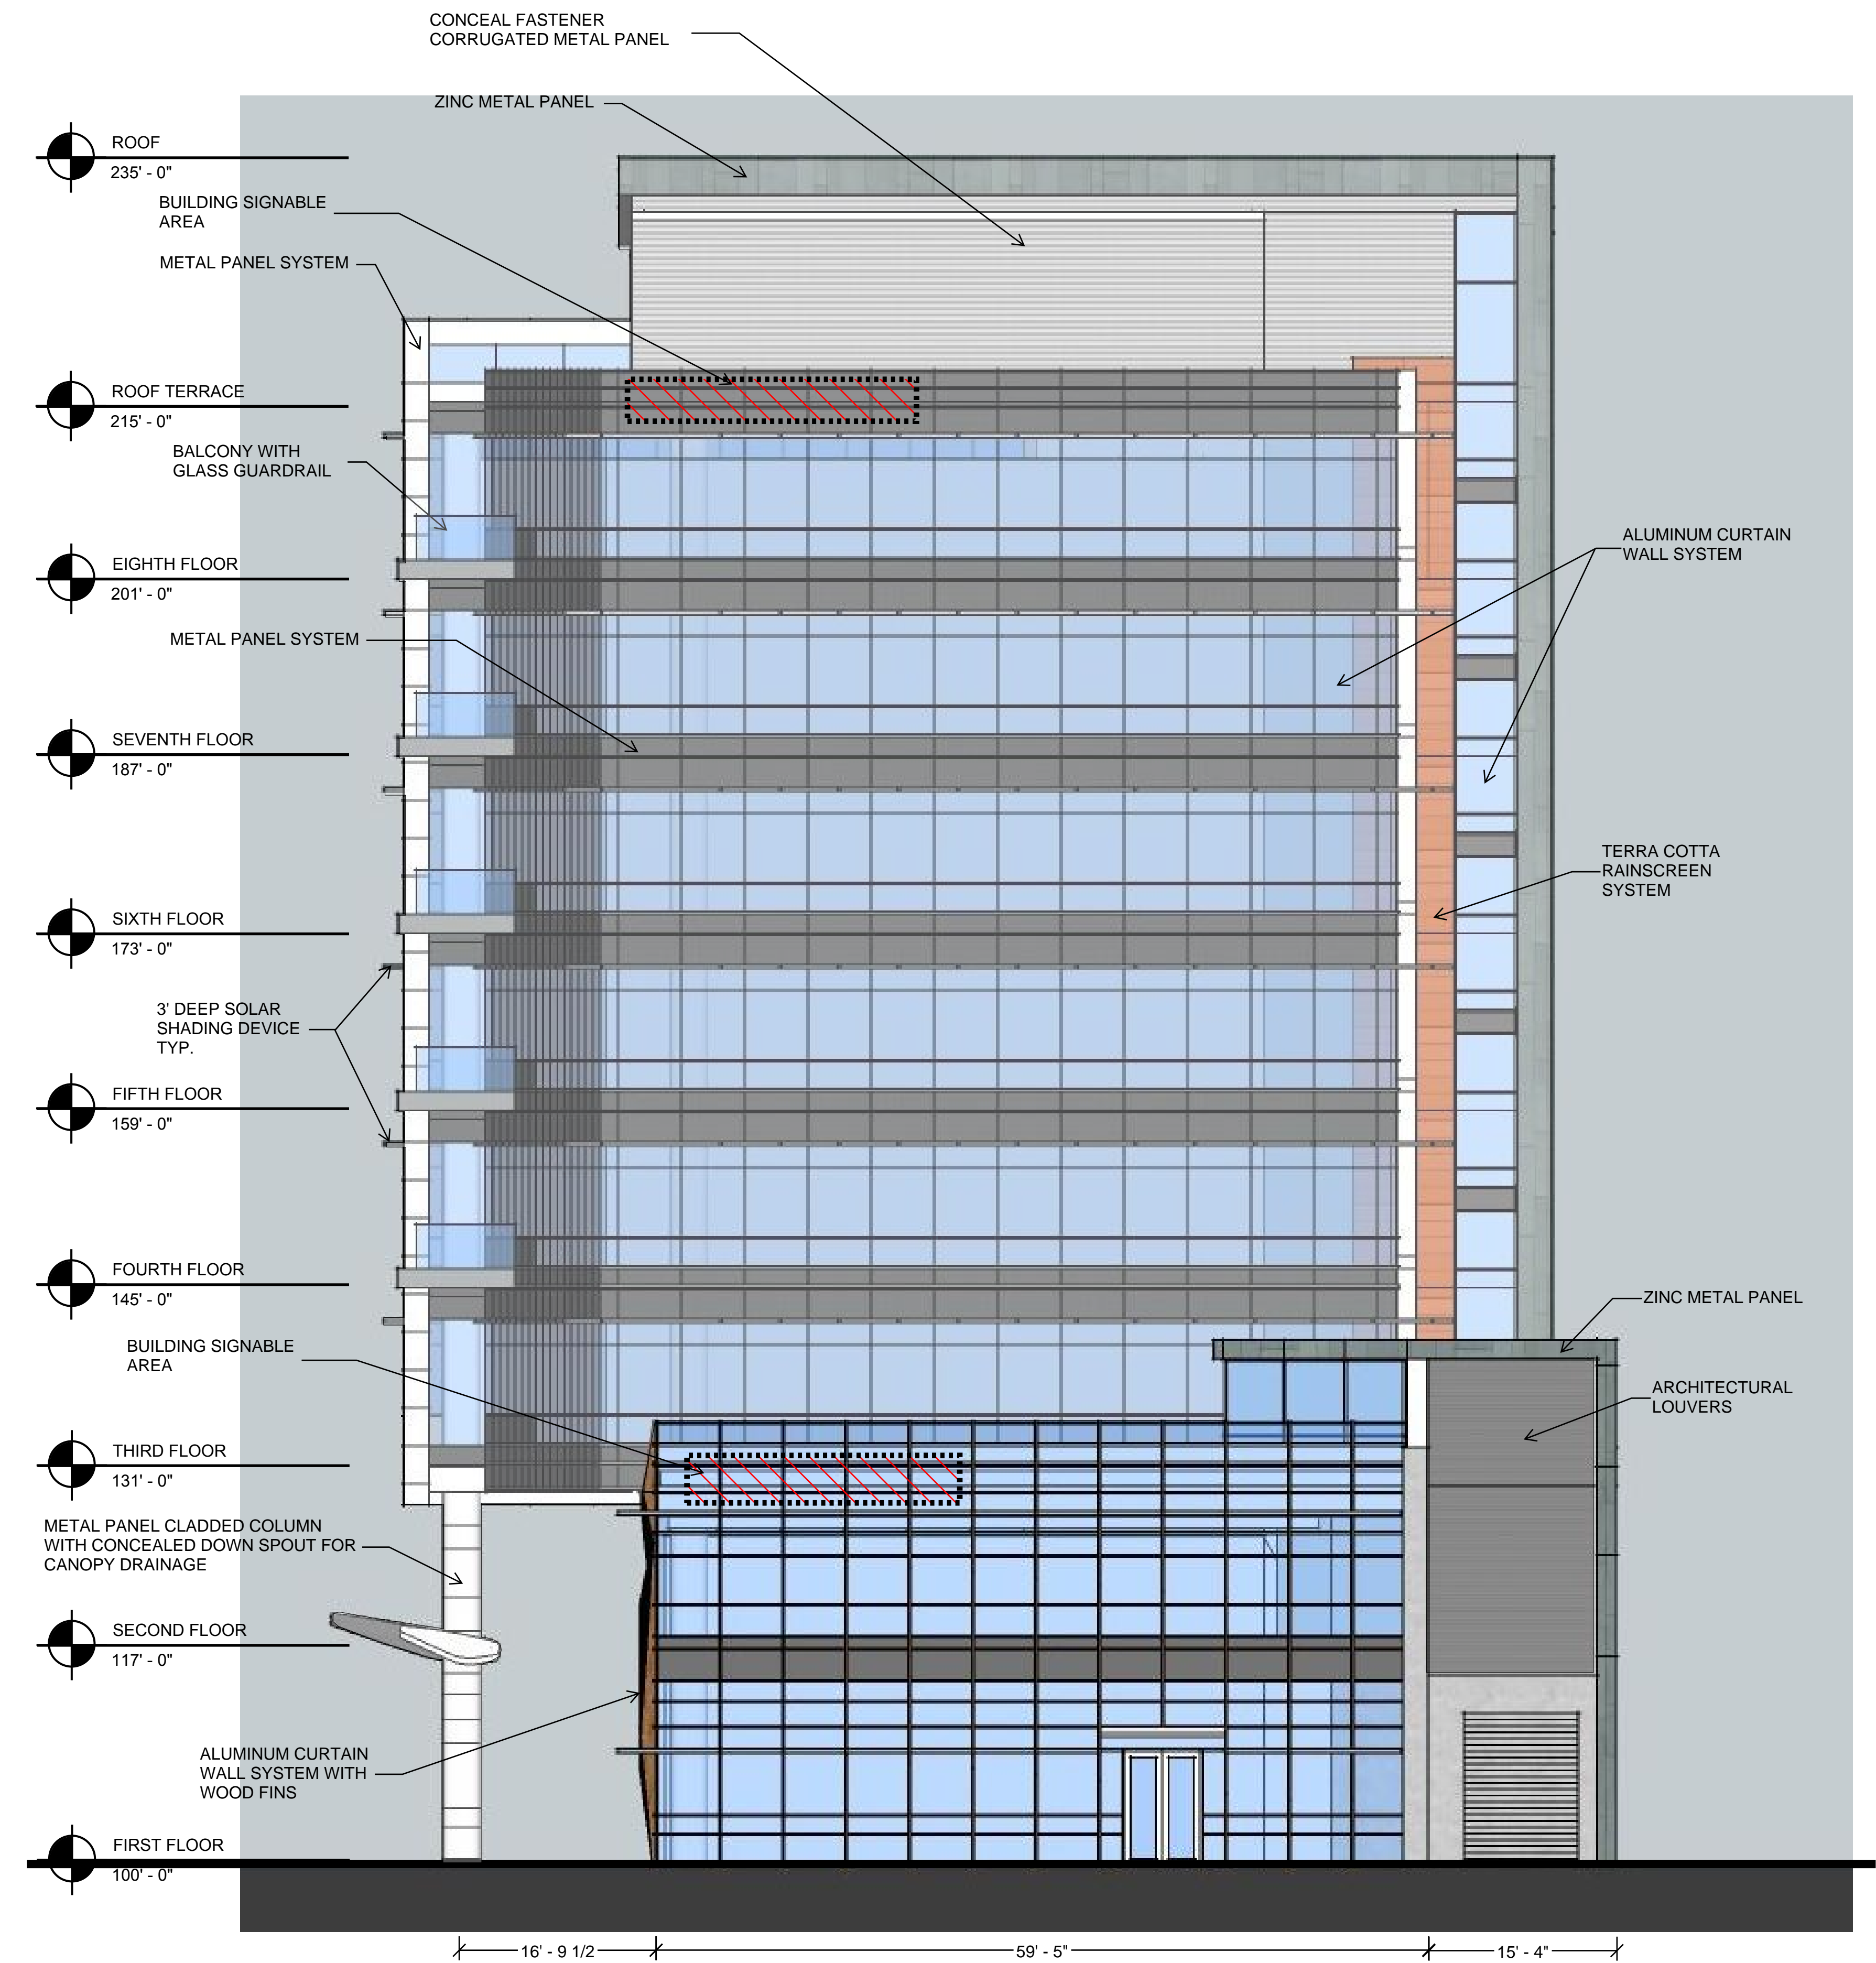 CONCEAL FASTENER
CORRUGATED METAL PANEL
ZINC METAL PANEL
ROOF
235' - 0"
BUILDING SIGNABLE
AREA
METAL PANEL SYSTEM
ROOF TERRACE
215' - 0"
BALCONY WITH
GLASS GUARDRAIL
EIGHTH FLOOR
201' - 0"
ALUMINUM CURTAIN
WALL SYSTEM
METAL PANEL SYSTEM
SEVENTH FLOOR
187' - 0"
TERRA COTTA
RAINSCREEN
SYSTEM
SIXTH FLOOR
173' - 0"
3' DEEP SOLAR
SHADING DEVICE
TYP.
FIFTH FLOOR
159' - 0"
FOURTH FLOOR
145' - 0"
ZINC METAL PANEL
BUILDING SIGNABLE
AREA
ARCHITECTURAL
LOUVERS
THIRD FLOOR
131' - 0"
METAL PANEL CLADDED COLUMN
WITH CONCEALED DOWN SPOUT FOR
CANOPY DRAINAGE
SECOND FLOOR
117' - 0"
ALUMINUM CURTAIN
WALL SYSTEM WITH
WOOD FINS
FIRST FLOOR
100' - 0"
16' - 9 1/2
59' - 5"
15' - 4"